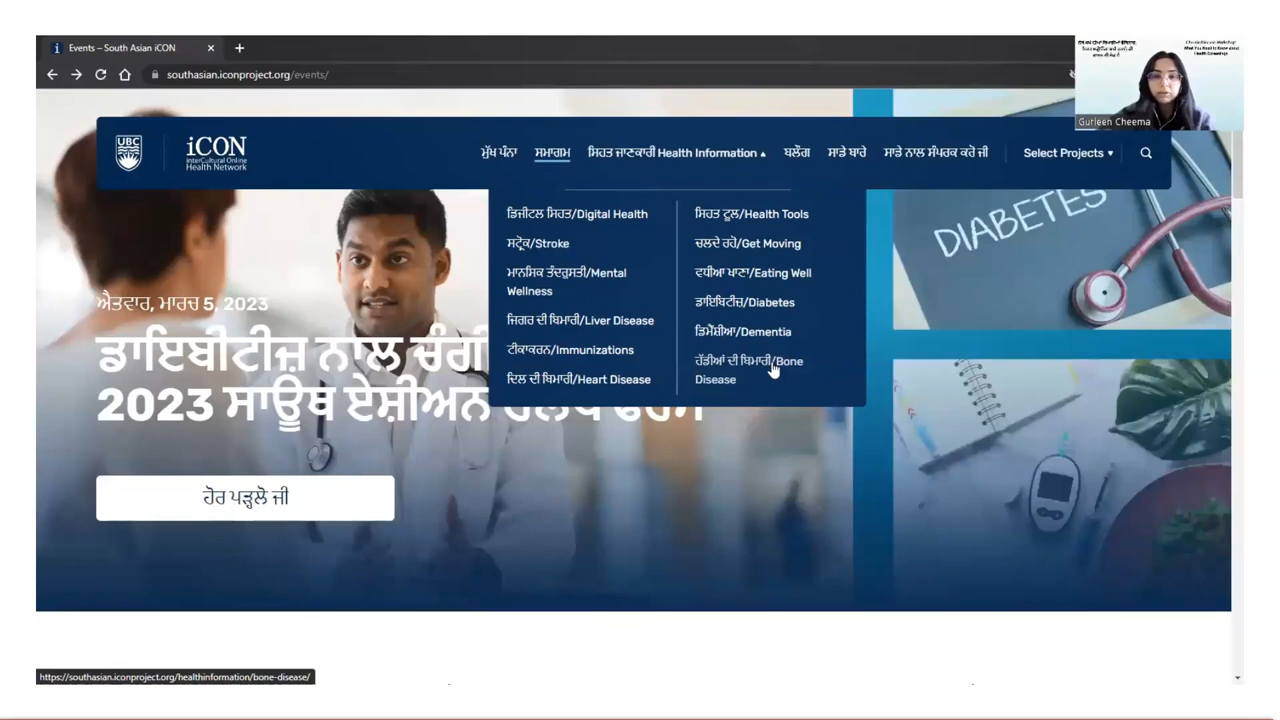 Events – South Asian iCON
southasian.iconproject.org/events/
Gurleen Cheema
UBC
iCON
InterCultural Online
Health Network
ਮੁੱਖ ਪੰਨਾ
ਸਮਾਗਮ
ਸਿਹਤ ਜਾਣਕਾਰੀ Health Information
ਬਲੌਗ
ਸਾਡੇ ਬਾਰੇ
ਸਾਡੇ ਨਾਲ ਸੰਪਰਕ ਕਰੋ ਜੀ
Select Projects
ਡਿਜੀਟਲ ਸਿਹਤ/Digital Health
ਸਟ੍ਰੋਕ/Stroke
ਮਾਨਸਿਕ ਤੰਦਰੁਸਤੀ/Mental
Wellness
ਜਿਗਰ ਦੀ ਬਿਮਾਰੀ/Liver Disease
ਟੀਕਾਕਰਨ/Immunizations
ਦਿਲ ਦੀ ਬਿਮਾਰੀ/Heart Disease
ਸਿਹਤ ਟੂਲ/Health Tools
ਚਲਦੇ ਰਹੋ/Get Moving
ਵਧੀਆ ਖਾਣਾ/Eating Well
ਡਾਇਬਿਟੀਜ਼/Diabetes
ਡਿਮੈਂਸ਼ੀਆ/Dementia
ਹੱਡੀਆਂ ਦੀ ਬਿਮਾਰੀ/Bone
Disease
DIABETES
ਐਤਵਾਰ, ਮਾਰਚ 5, 2023
ਡਾਇਬੀਟੀਜ਼ ਨਾਲ ਚੰਗੀ
2023 ਸਾਊਥ ਏਸ਼ੀਅਨ
ਹੋਰ ਪੜ੍ਹਲੋ ਜੀ
https://southasian.iconproject.org/healthinformation/bone-disease/